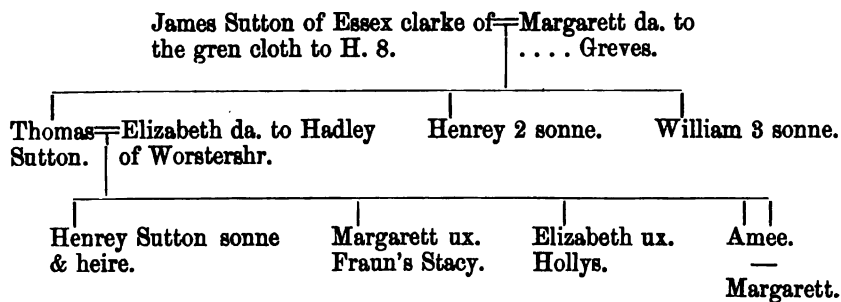 James Sutton of Essex clarke of Margarett da. to
the gren cloth to H. 8. .... Greves.
Thomas Elizabeth da. to Hadley Henrey 2 sonne. William 3 sonne.
Sutton. of Worstershr.
Henrey Sutton sonne Margarett ux. Elizabeth ux. Amee.
& heire. Fraun's Stacy. Hollys. —
Margarett.